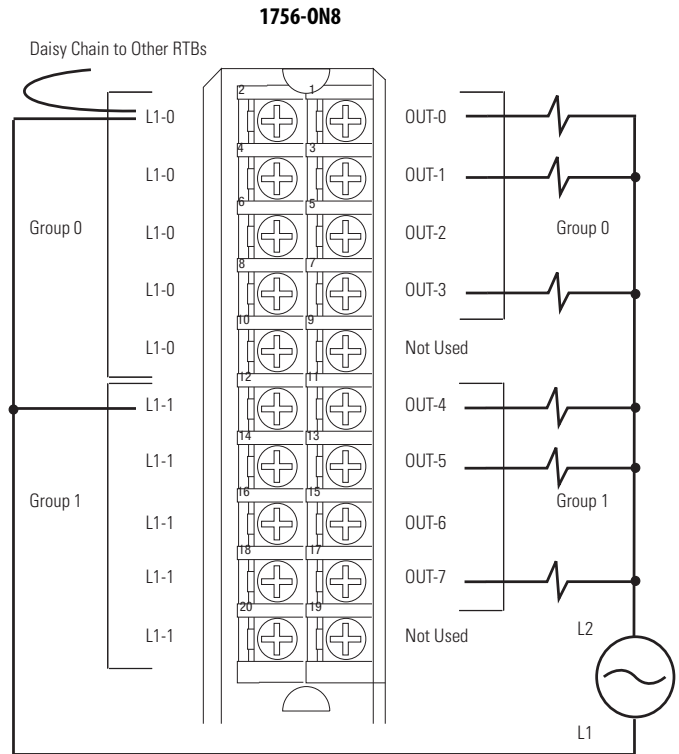 1756-ON8
Daisy Chain to Other RTBs
2 1
L1-0 OUT-0
4 3
L1-0 OUT-1
6 5
Group 0 L1-0 OUT-2 Group 0
8 7
L1-0 OUT-3
10 9
L1-0 Not Used
12 11
L1-1 OUT-4
14 13
L1-1 OUT-5
16 15
Group 1 L1-1 OUT-6 Group 1
18 17
L1-1 OUT-7
20 19
L1-1 Not Used
L2
L1